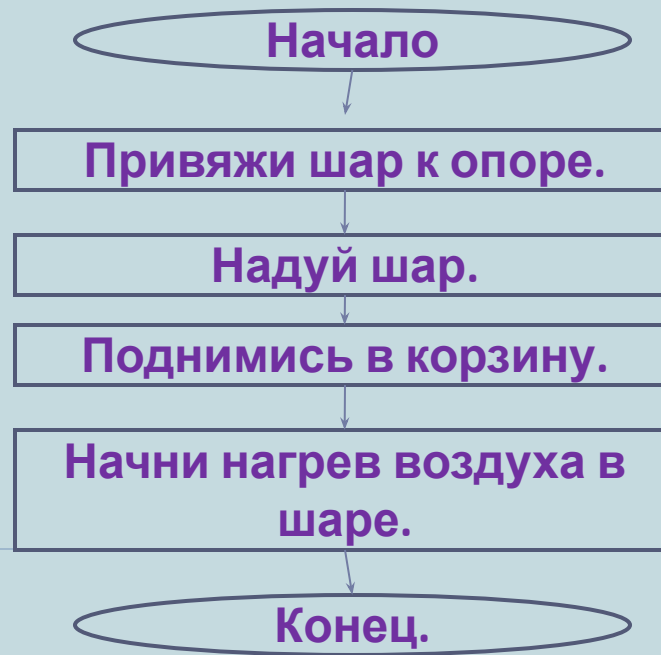 Начало
Привяжи шар к опоре.
Надуй шар.
Поднимись в корзину.
Начни нагрев воздуха в
шаре.
Конец.